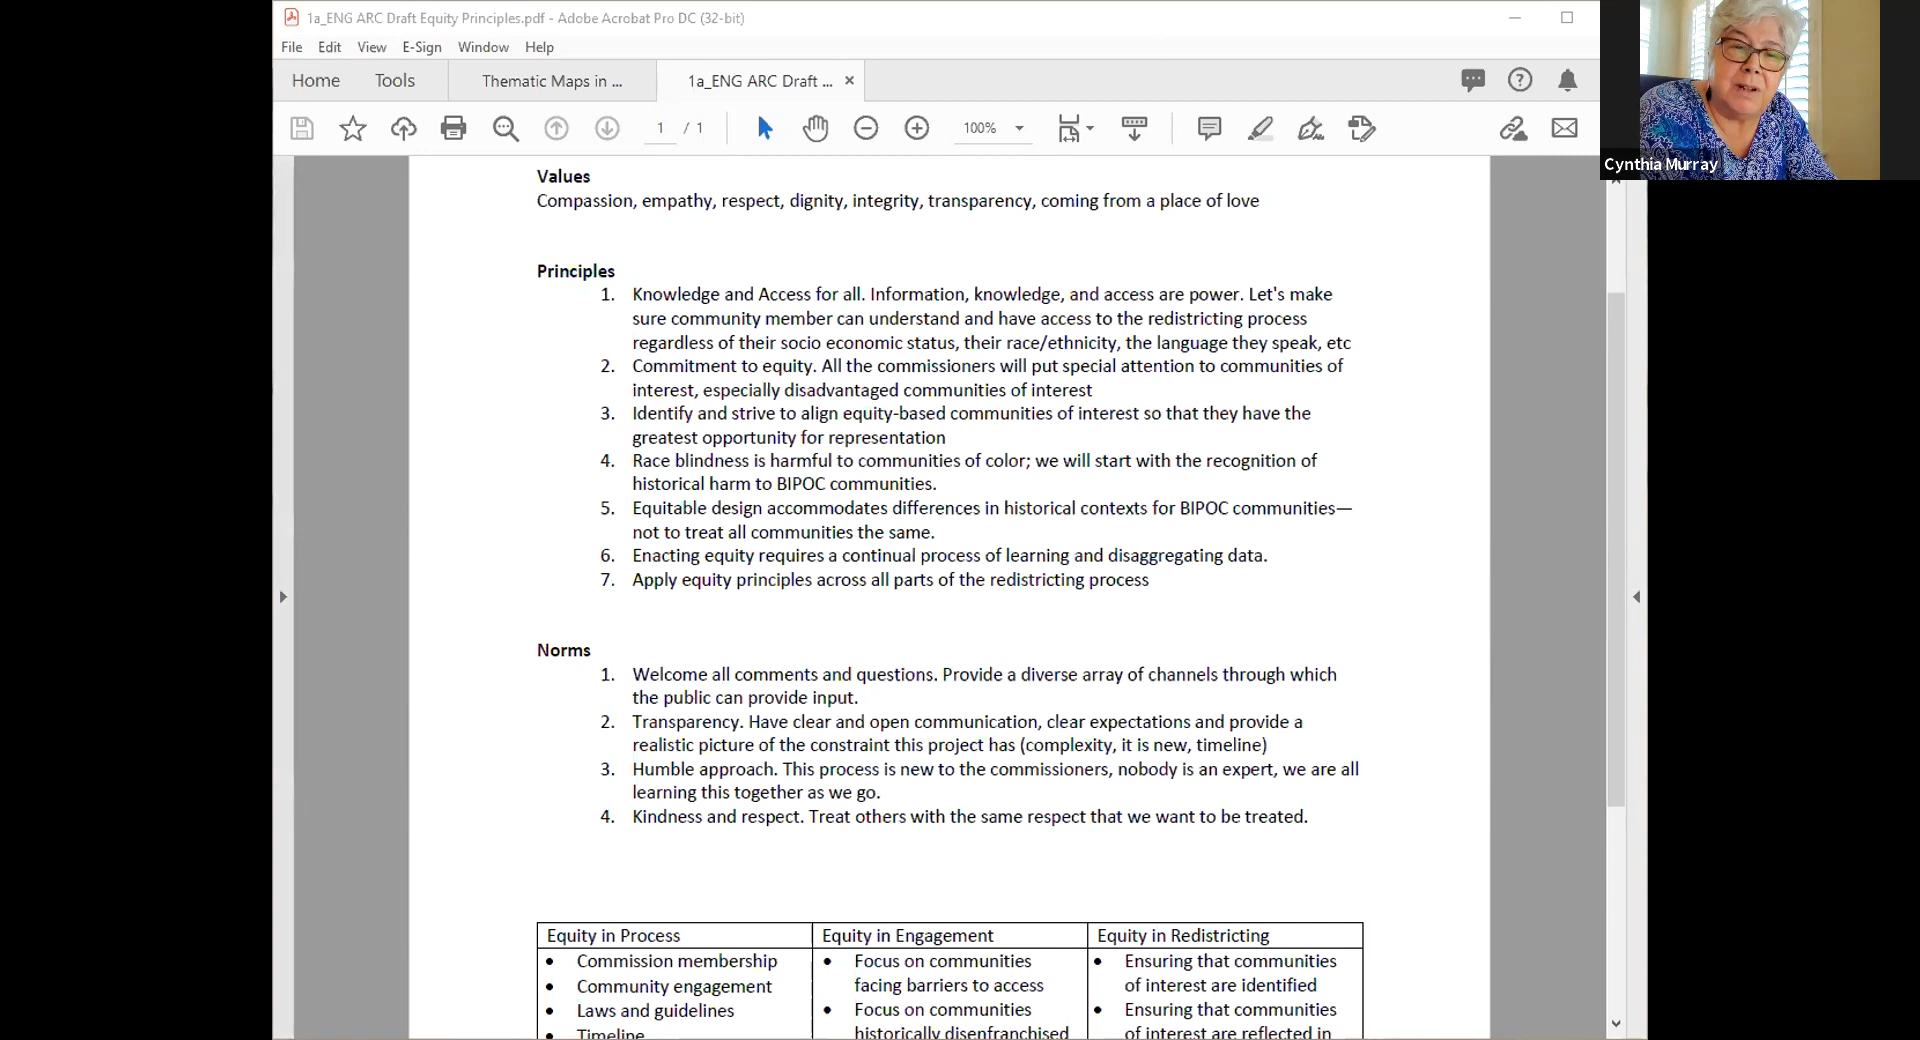 1a_ENG ARC Draft Equity Principles.pdf - Adobe Acrobat Pro DC (32-bit)
File Edit View E-Sign Window Help
Home Tools Thematic Maps in ... 1a_ENG ARC Draft ... ×
1 / 1 100%
Cynthia Murray
Values
Compassion, empathy, respect, dignity, integrity, transparency, coming from a place of love
Principles
1. Knowledge and Access for all. Information, knowledge, and access are power. Let's make
sure community member can understand and have access to the redistricting process
regardless of their socio economic status, their race/ethnicity, the language they speak, etc
2. Commitment to equity. All the commissioners will put special attention to communities of
interest, especially disadvantaged communities of interest
3. Identify and strive to align equity-based communities of interest so that they have the
greatest opportunity for representation
4. Race blindness is harmful to communities of color; we will start with the recognition of
historical harm to BIPOC communities.
5. Equitable design accommodates differences in historical contexts for BIPOC communities—
not to treat all communities the same.
6. Enacting equity requires a continual process of learning and disaggregating data.
7. Apply equity principles across all parts of the redistricting process
Norms
1. Welcome all comments and questions. Provide a diverse array of channels through which
the public can provide input.
2. Transparency. Have clear and open communication, clear expectations and provide a
realistic picture of the constraint this project has (complexity, it is new, timeline)
3. Humble approach. This process is new to the commissioners, nobody is an expert, we are all
learning this together as we go.
4. Kindness and respect. Treat others with the same respect that we want to be treated.
Equity in Process
• Commission membership
• Community engagement
• Laws and guidelines
• Timeline
Equity in Engagement
• Focus on communities
facing barriers to access
• Focus on communities
historically disenfranchised
Equity in Redistricting
• Ensuring that communities
of interest are identified
• Ensuring that communities
of interest are reflected in